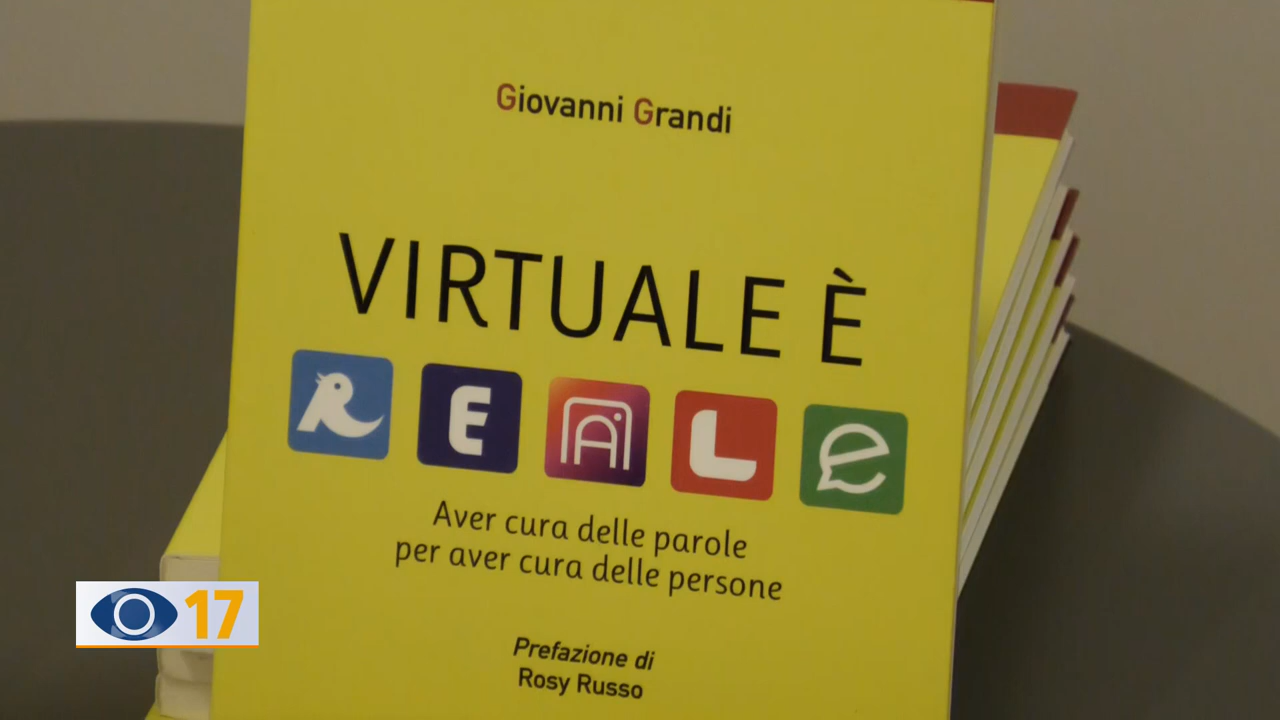 Giovanni Grandi
VIRTUALE È
REALe
Aver cura delle parole
per aver cura delle persone
Prefazione di
Rosy Russo
17